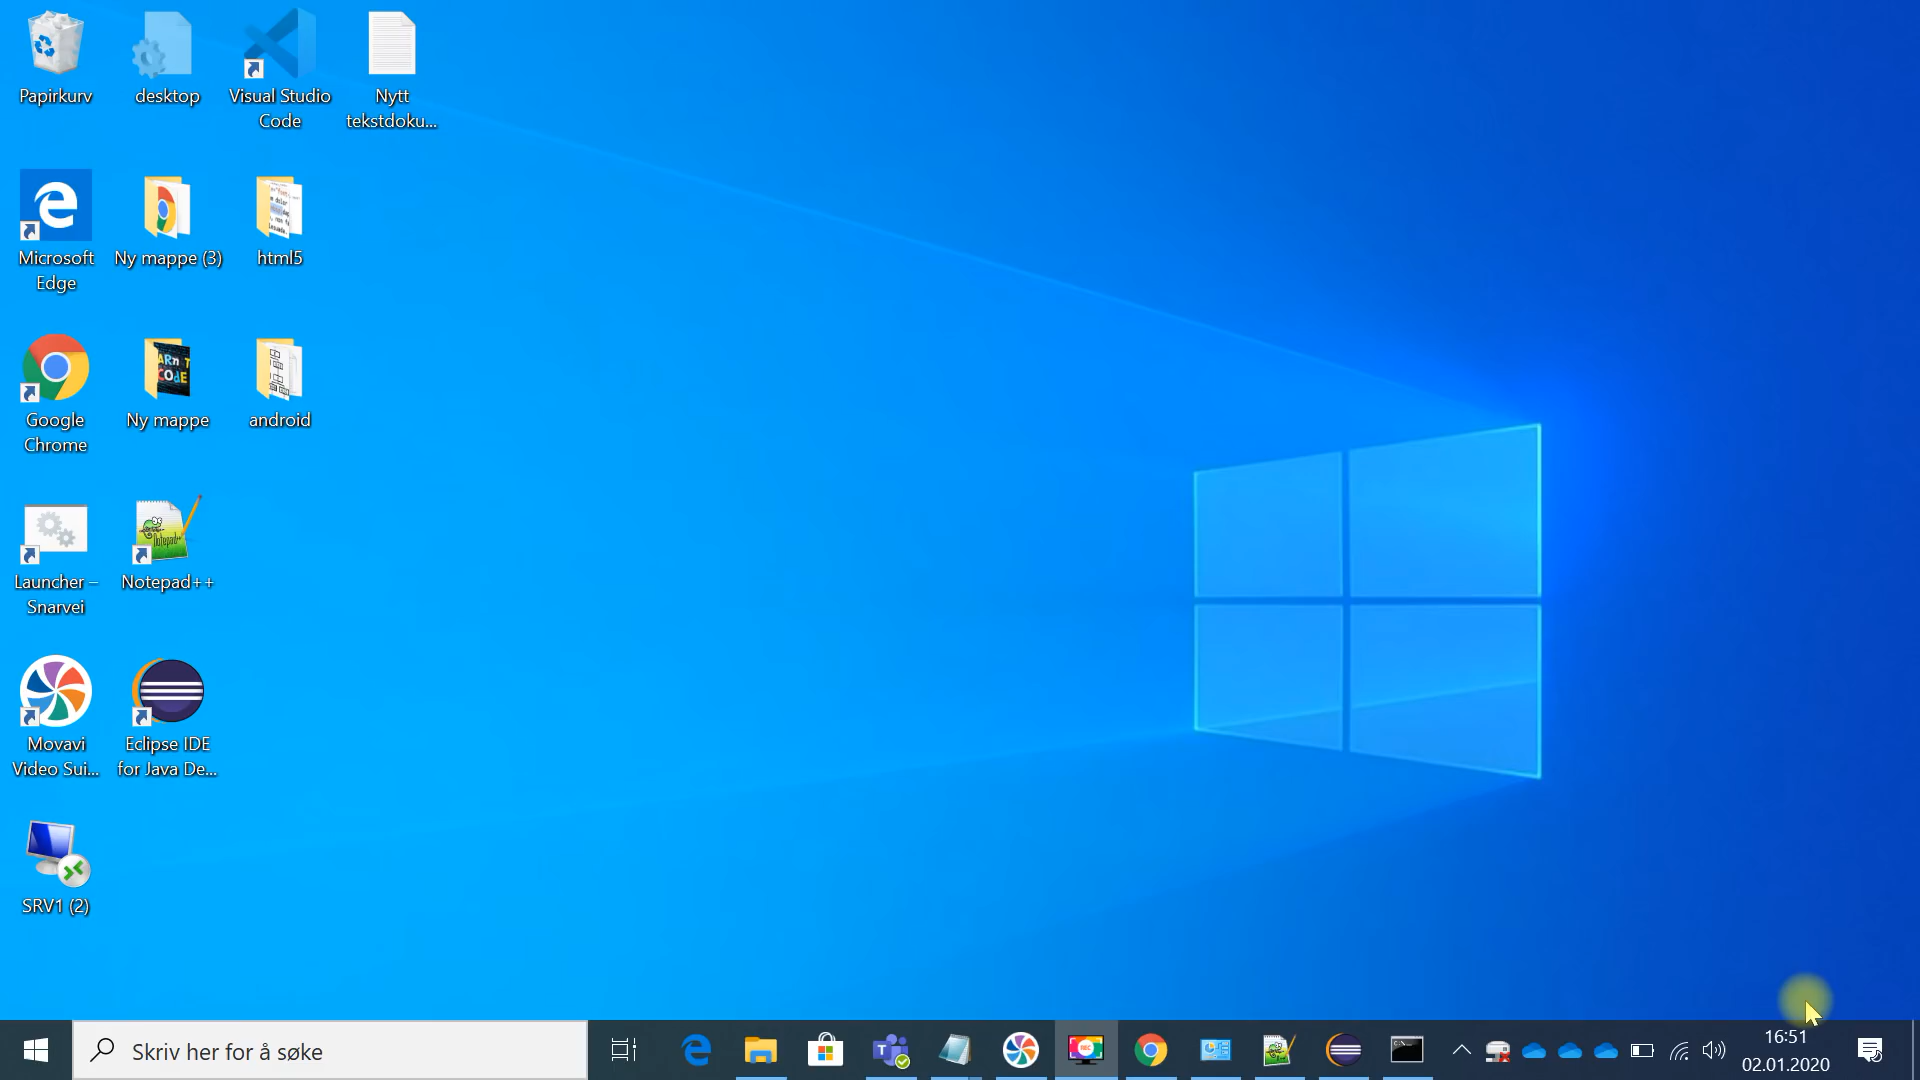 Papirkurv
desktop
Visual Studio
Code
Nytt
tekstdoku...
Microsoft
Edge
Ny mappe (3)
html5
Google
Chrome
Ny mappe
android
Launcher –
Snarvei
Notepad++
Movavi
Video Sui...
Eclipse IDE
for Java De...
SRV1 (2)
Skriv her for å søke
REC
16:51
02.01.2020